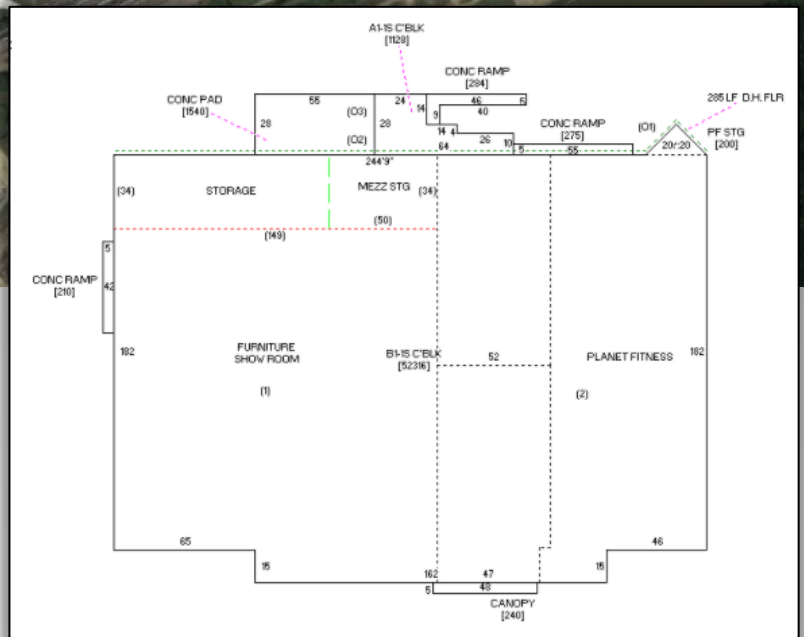 A1-1S C'BLK
[1128]
CONC RAMP
[284]
CONC PAD
[1540]
55
24
46
5
285 LF D.H. FLR
(O3)
14
9
40
28
28
CONC RAMP
[275]
(O1)
PF STG
[200]
(O2)
14
4
26
10
64
5
55
20/:20
244'9"
(34)
STORAGE
MEZZ STG
(34)
(50)
(149)
5
CONC RAMP
[210]
42
182
FURNITURE
SHOW ROOM
B1-1S C'BLK
[52316]
52
PLANET FITNESS
182
(1)
(2)
65
46
15
162
47
15
5
48
CANOPY
[240]